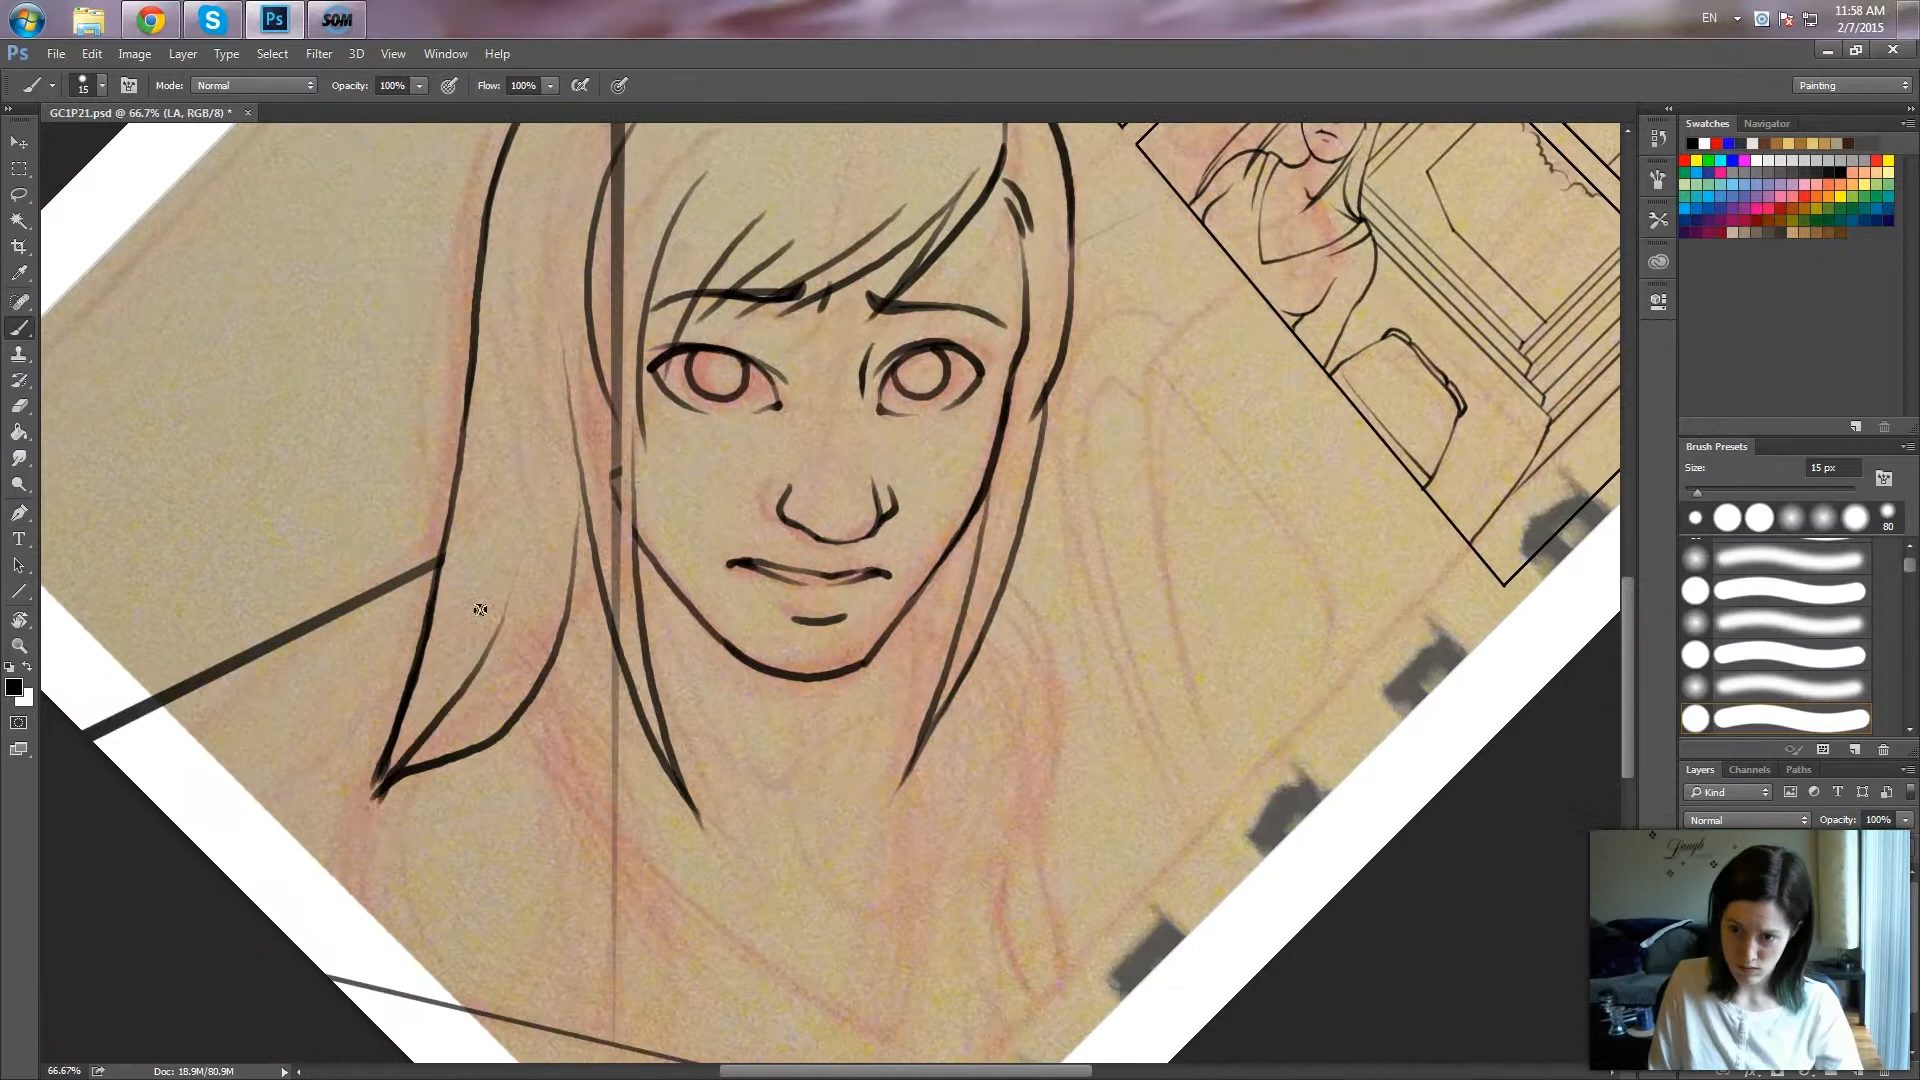 SOM
EN
11:58 AM
2/7/2015
Ps
File Edit Image Layer Type Select Filter 3D View Window Help
15
Mode: Normal
Opacity: 100%
Flow: 100%
Painting
GC1P21.psd @ 66.7% (LA, RGB/8) *
Swatches Navigator
Brush Presets
Size: 15 px
80
Layers Channels Paths
Kind
Normal
Opacity: 100%
Laugh
66.67%
Doc: 18.9M/80.9M